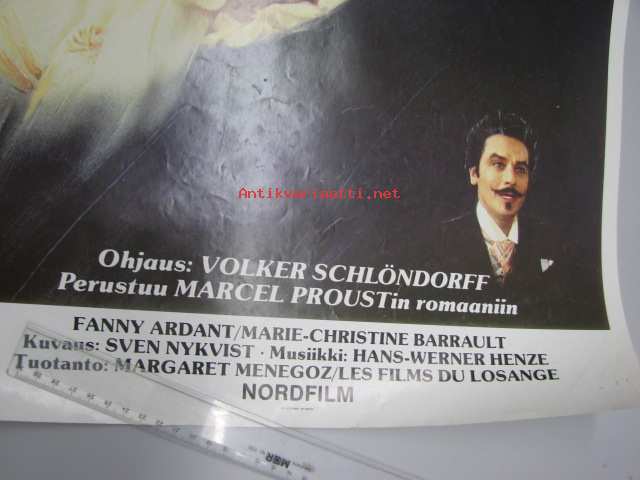 Antikvariaatti.net
Ohjaus: VOLKER SCHLÖNDORFF
Perustuu MARCEL PROUSTin romaaniin
FANNY ARDANT/MARIE-CHRISTINE BARRAULT
Kuvaus: SVEN NYKVIST · Musiikki: HANS-WERNER HENZE
Tuotanto: MARGARET MENEGOZ/LES FILMS DU LOSANGE
NORDFILM